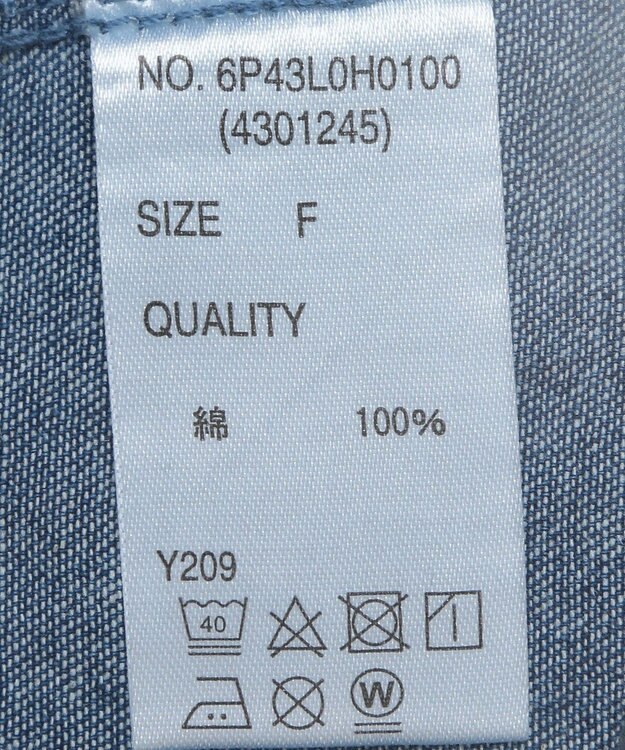 NO. 6P43L0H0100
(4301245)
SIZE F
QUALITY
綿 100%
Y209
40
W